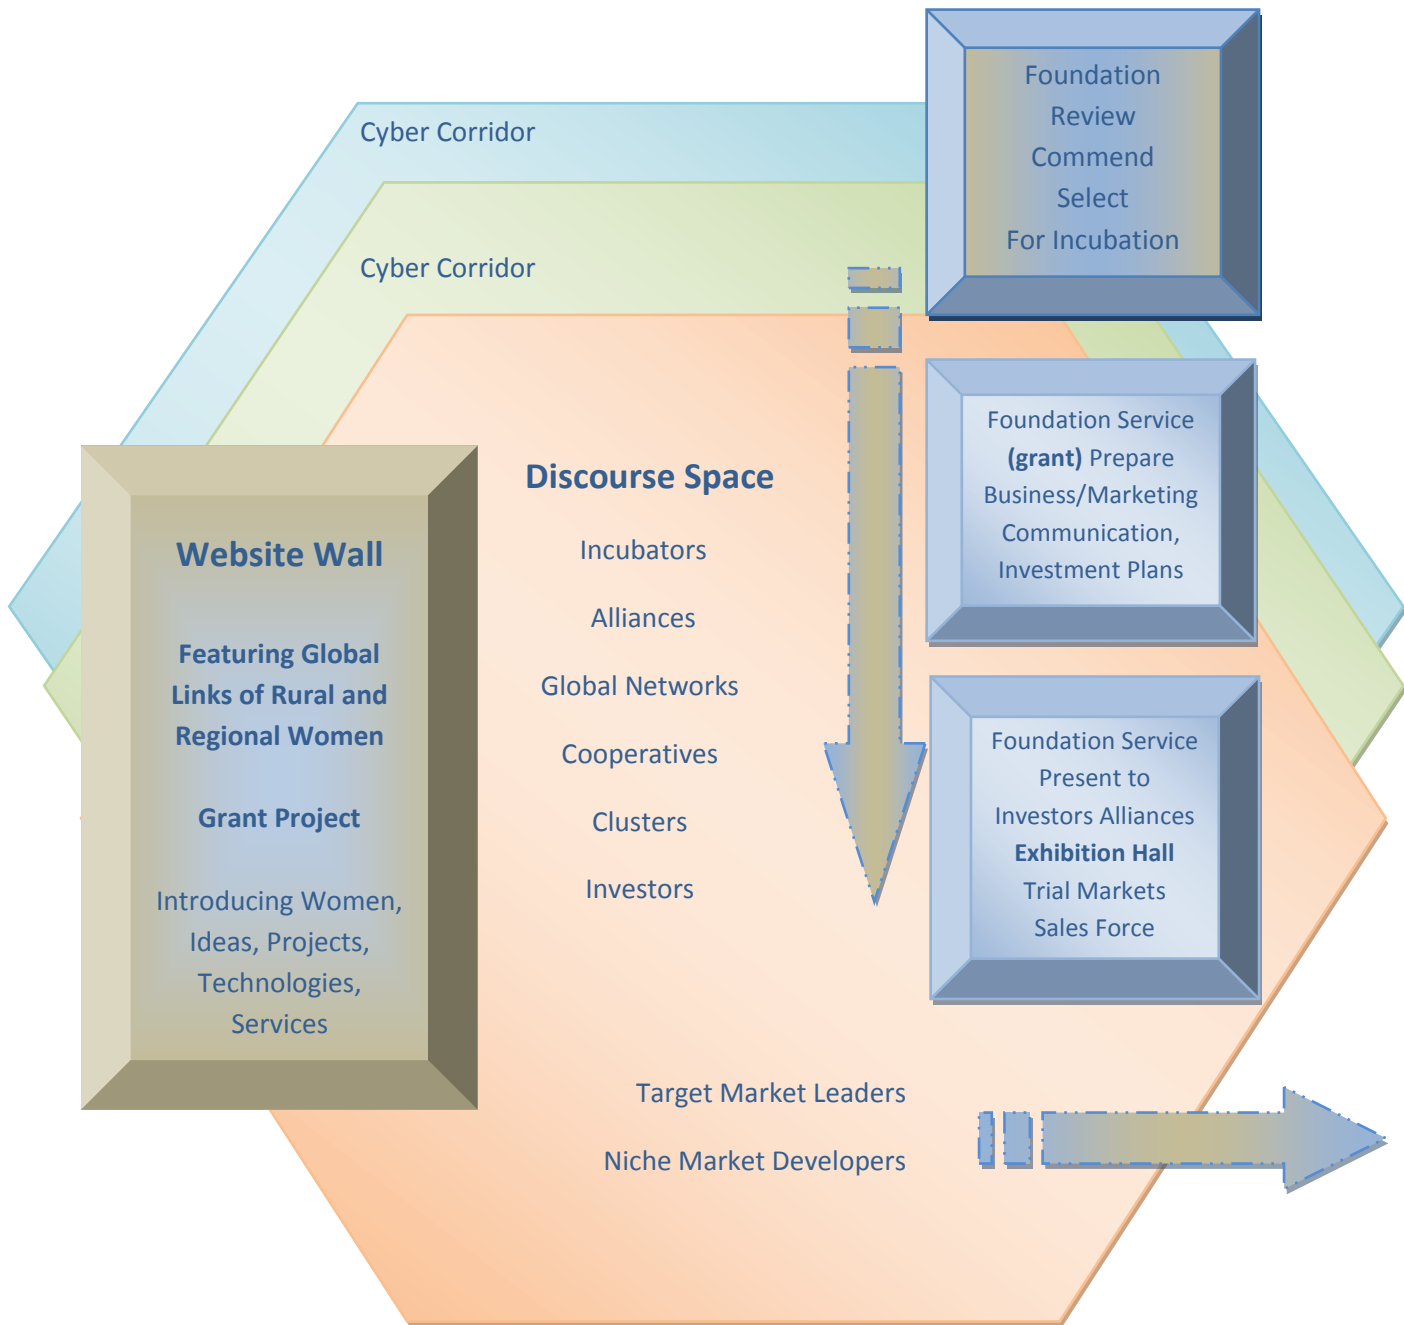 Cyber Corridor
Cyber Corridor
Foundation
Review
Commend
Select
For Incubation
Website Wall
Featuring Global
Links of Rural and
Regional Women
Grant Project
Introducing Women,
Ideas, Projects,
Technologies,
Services
Discourse Space
Incubators
Alliances
Global Networks
Cooperatives
Clusters
Investors
Foundation Service
(grant) Prepare
Business/Marketing
Communication,
Investment Plans
Foundation Service
Present to
Investors Alliances
Exhibition Hall
Trial Markets
Sales Force
Target Market Leaders
Niche Market Developers